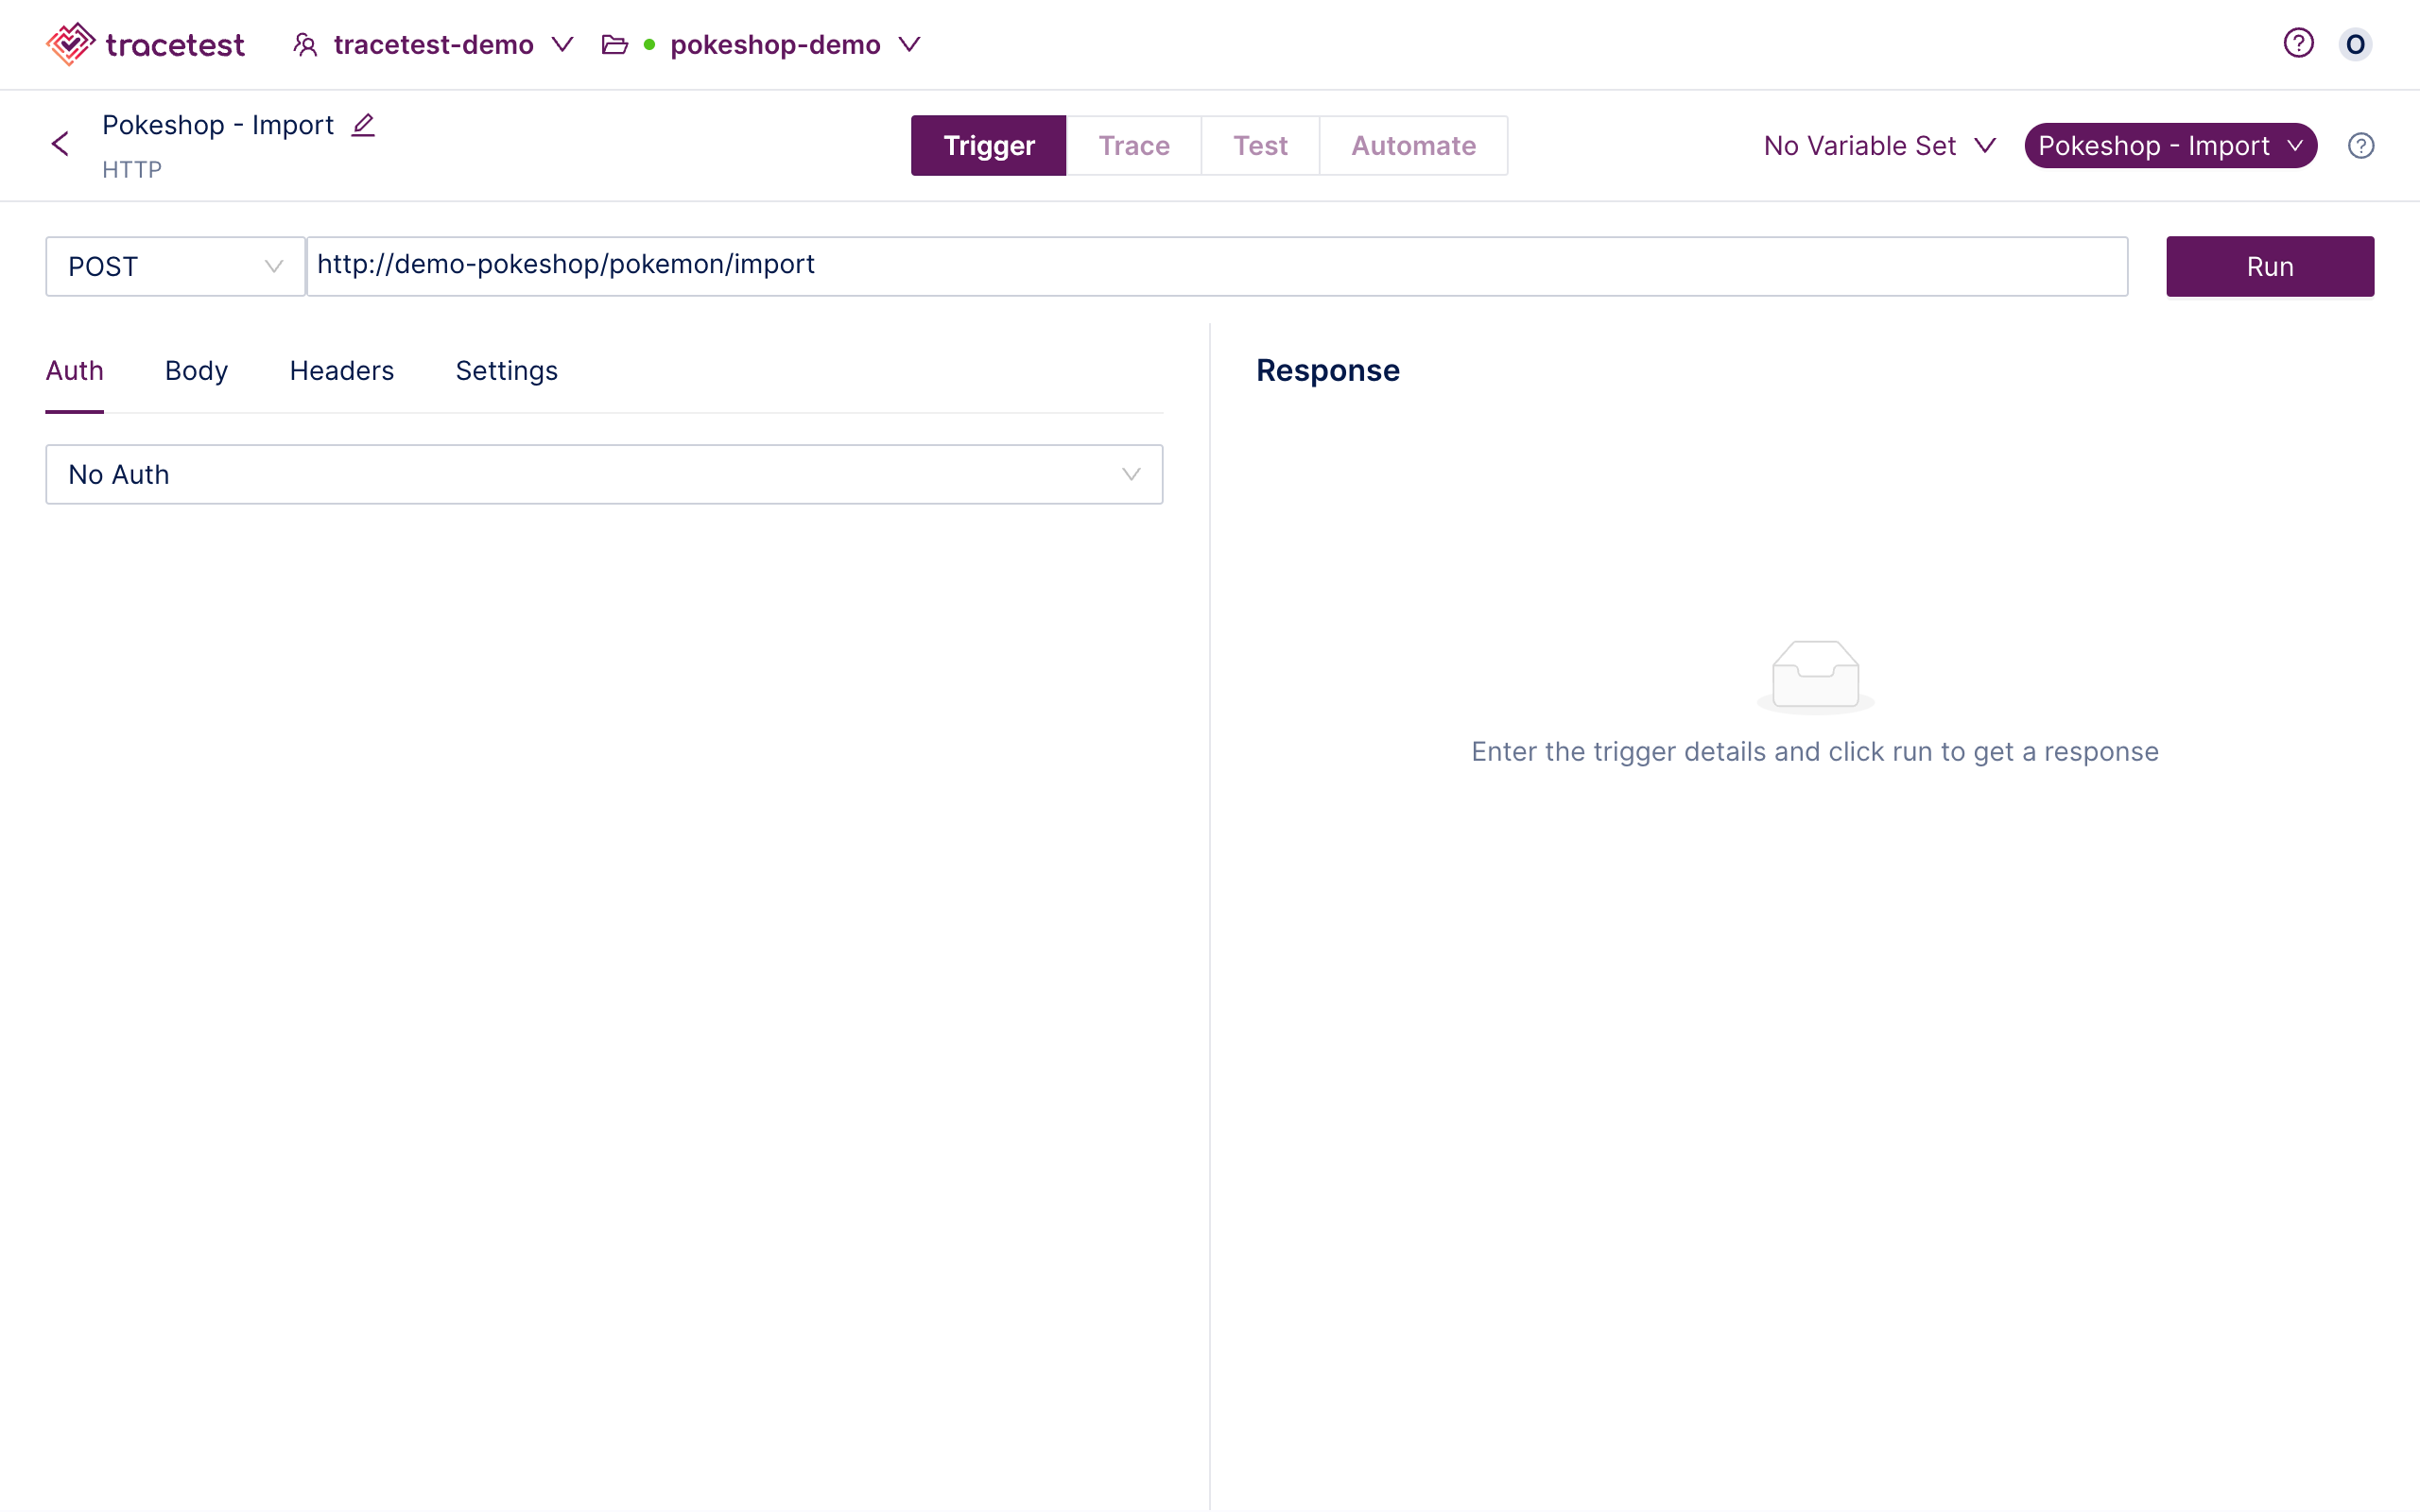 tracetest tracetest-demo pokeshop-demo O
Pokeshop - Import
HTTP
Trigger Trace Test Automate
No Variable Set Pokeshop - Import
POST http://demo-pokeshop/pokemon/import Run
Auth Body Headers Settings
No Auth
Response
Enter the trigger details and click run to get a response